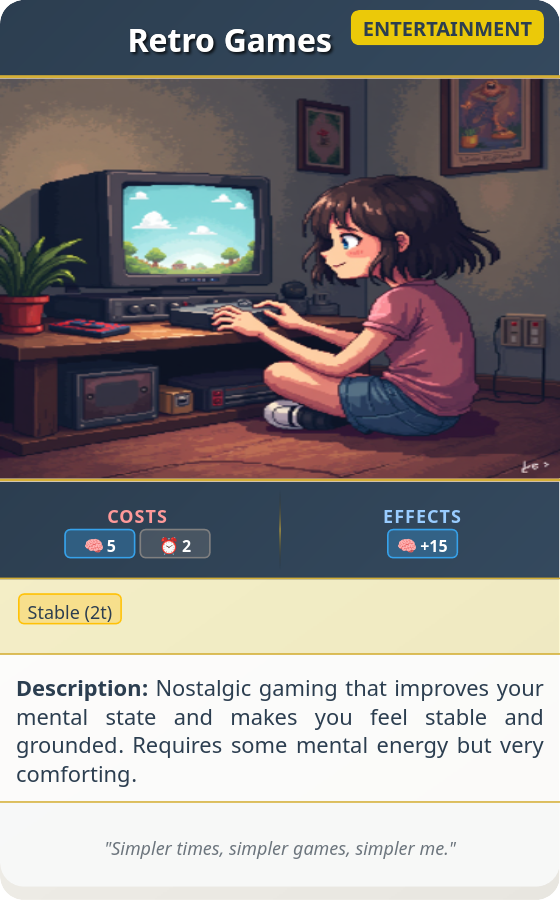 Retro Games
ENTERTAINMENT
COSTS
🧠 5
⏰ 2
EFFECTS
🧠 +15
Stable (2t)
Description: Nostalgic gaming that improves your
mental state and makes you feel stable and
grounded. Requires some mental energy but very
comforting.
"Simpler times, simpler games, simpler me."